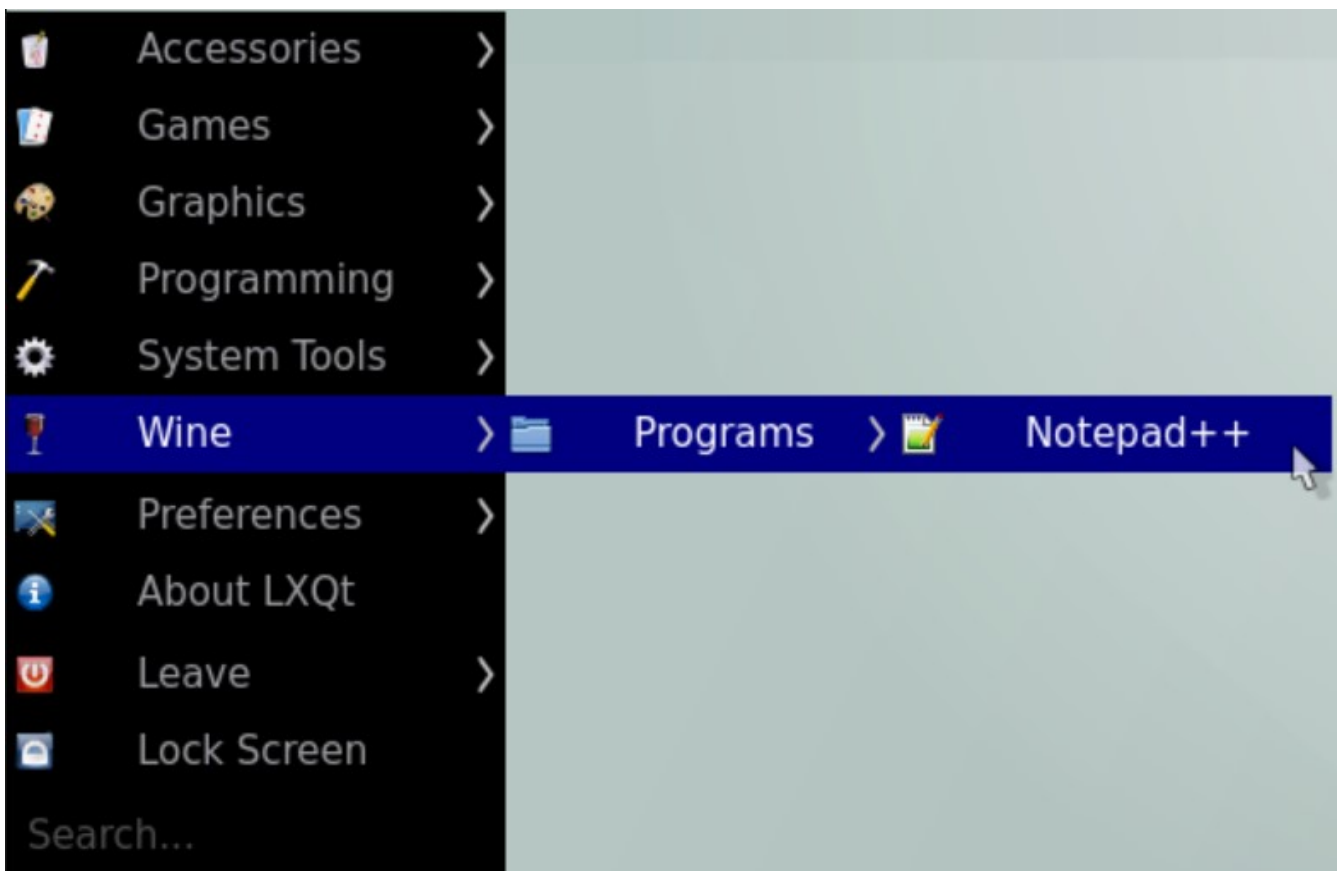 Accessories
Games
Graphics
Programming
System Tools
Wine Programs Notepad++
Preferences
About LXQt
Leave
Lock Screen
Search...